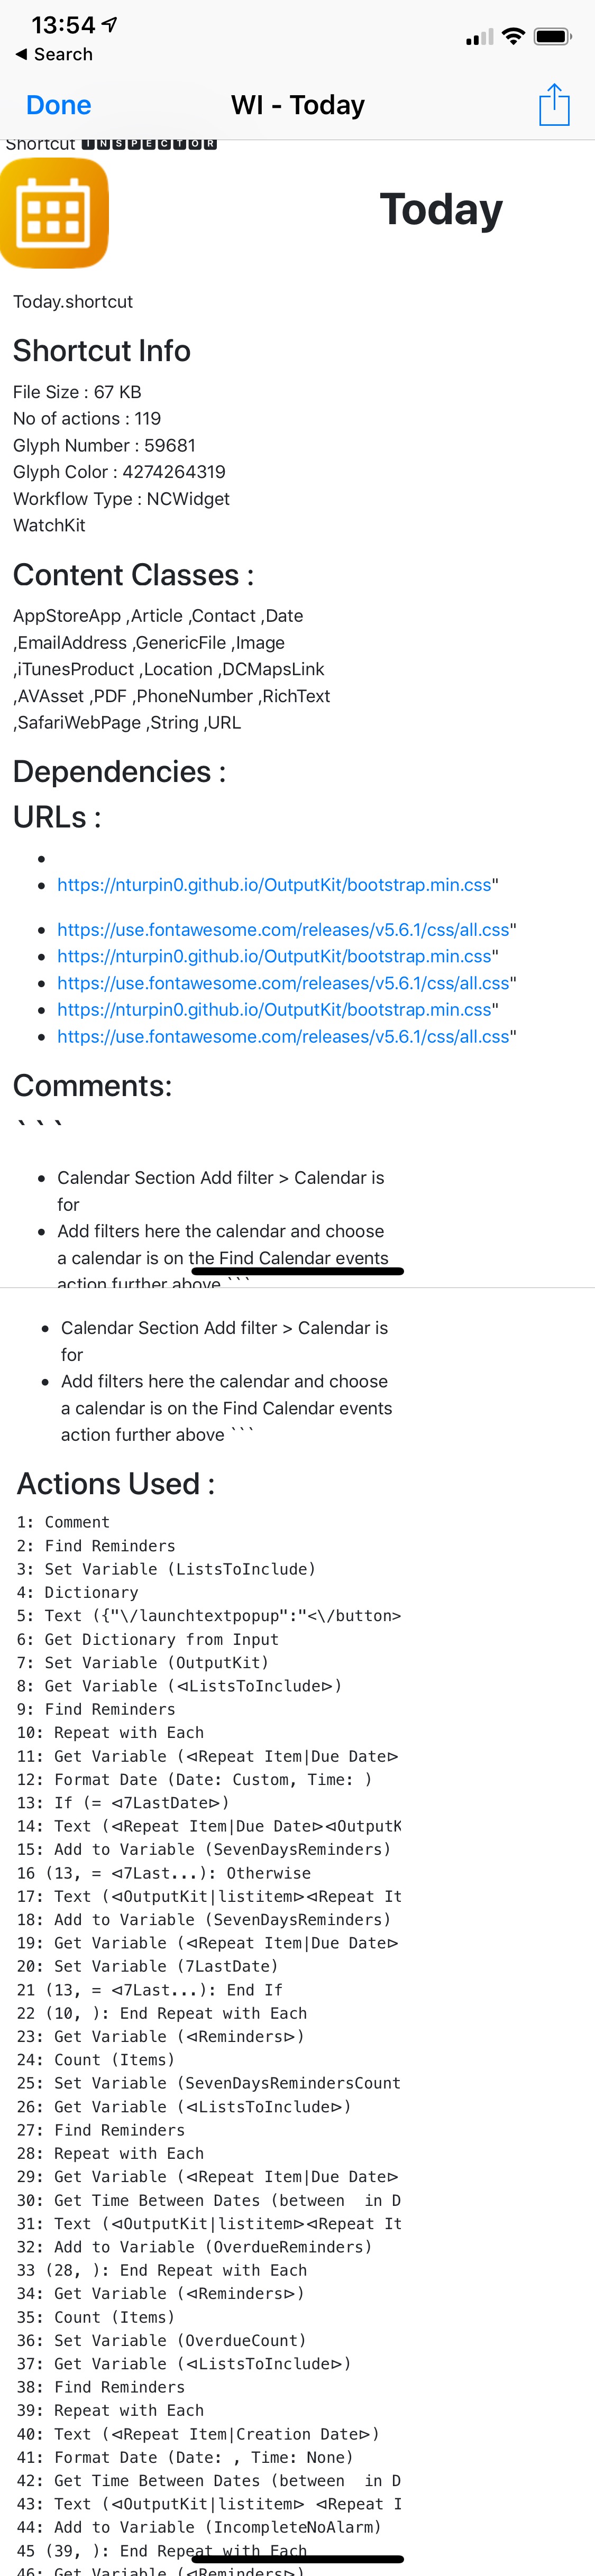 13:54
◀ Search
Done
WI - Today
Shortcut INSPECTOR
Today
Today.shortcut
Shortcut Info
File Size : 67 KB
No of actions : 119
Glyph Number : 59681
Glyph Color : 4274264319
Workflow Type : NCWidget
WatchKit
Content Classes :
AppStoreApp ,Article ,Contact ,Date
,EmailAddress ,GenericFile ,Image
,iTunesProduct ,Location ,DCMapsLink
,AVAsset ,PDF ,PhoneNumber ,RichText
,SafariWebPage ,String ,URL
Dependencies :
URLs :
•
• https://nturpin0.github.io/OutputKit/bootstrap.min.css"
• https://use.fontawesome.com/releases/v5.6.1/css/all.css"
• https://nturpin0.github.io/OutputKit/bootstrap.min.css"
• https://use.fontawesome.com/releases/v5.6.1/css/all.css"
• https://nturpin0.github.io/OutputKit/bootstrap.min.css"
• https://use.fontawesome.com/releases/v5.6.1/css/all.css"
Comments:
```
• Calendar Section Add filter > Calendar is
for
• Add filters here the calendar and choose
a calendar is on the Find Calendar events
action further above ```
• Calendar Section Add filter > Calendar is
for
• Add filters here the calendar and choose
a calendar is on the Find Calendar events
action further above ```
Actions Used :
1: Comment
2: Find Reminders
3: Set Variable (ListsToInclude)
4: Dictionary
5: Text ({"\/launchtextpopup":"<\/button>
6: Get Dictionary from Input
7: Set Variable (OutputKit)
8: Get Variable (⊲ListsToInclude⊳)
9: Find Reminders
10: Repeat with Each
11: Get Variable (⊲Repeat Item|Due Date⊳
12: Format Date (Date: Custom, Time: )
13: If (= ⊲7LastDate⊳)
14: Text (⊲Repeat Item|Due Date⊳⊲OutputK
15: Add to Variable (SevenDaysReminders)
16 (13, = ⊲7Last...): Otherwise
17: Text (⊲OutputKit|listitem⊳⊲Repeat It
18: Add to Variable (SevenDaysReminders)
19: Get Variable (⊲Repeat Item|Due Date⊳
20: Set Variable (7LastDate)
21 (13, = ⊲7Last...): End If
22 (10, ): End Repeat with Each
23: Get Variable (⊲Reminders⊳)
24: Count (Items)
25: Set Variable (SevenDaysRemindersCount
26: Get Variable (⊲ListsToInclude⊳)
27: Find Reminders
28: Repeat with Each
29: Get Variable (⊲Repeat Item|Due Date⊳
30: Get Time Between Dates (between  in D
31: Text (⊲OutputKit|listitem⊳⊲Repeat It
32: Add to Variable (OverdueReminders)
33 (28, ): End Repeat with Each
34: Get Variable (⊲Reminders⊳)
35: Count (Items)
36: Set Variable (OverdueCount)
37: Get Variable (⊲ListsToInclude⊳)
38: Find Reminders
39: Repeat with Each
40: Text (⊲Repeat Item|Creation Date⊳)
41: Format Date (Date: , Time: None)
42: Get Time Between Dates (between  in D
43: Text (⊲OutputKit|listitem⊳ ⊲Repeat I
44: Add to Variable (IncompleteNoAlarm)
45 (39, ): End Repeat with Each
46: Get Variable (⊲Reminders⊳)